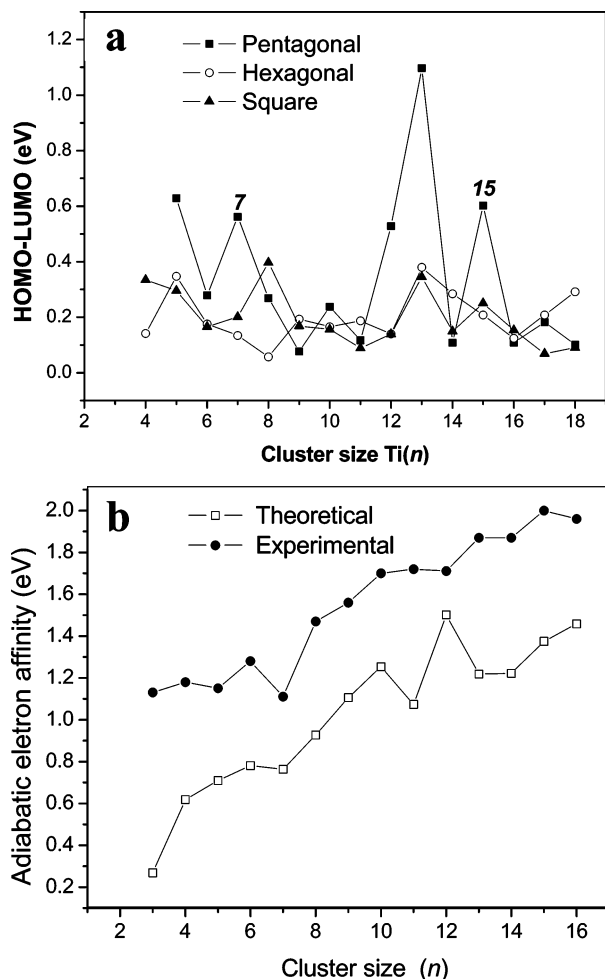 a
Pentagonal
Hexagonal
Square
7
15
HOMO-LUMO (eV)
1.2
1.0
0.8
0.6
0.4
0.2
0.0
2 4 6 8 10 12 14 16 18
Cluster size Ti(n)
b
Theoretical
Experimental
Adiabatic eletron affinity (eV)
2.0
1.8
1.6
1.4
1.2
1.0
0.8
0.6
0.4
0.2
2 4 6 8 10 12 14 16
Cluster size (n)